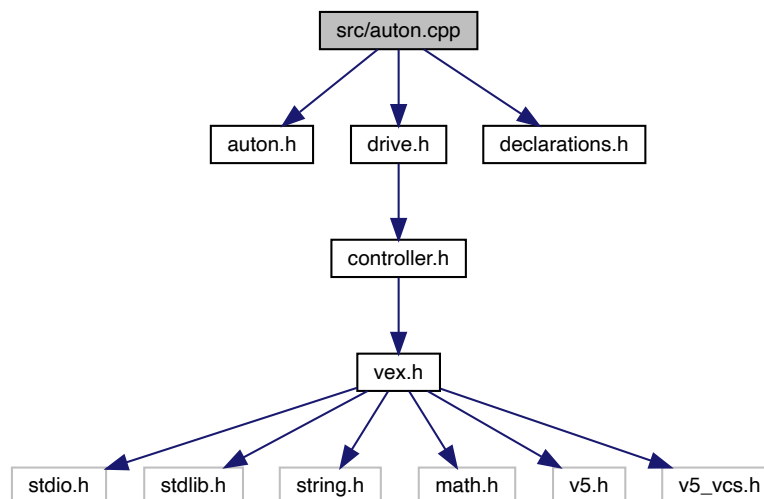 src/auton.cpp
auton.h
drive.h
declarations.h
controller.h
vex.h
stdio.h
stdlib.h
string.h
math.h
v5.h
v5_vcs.h